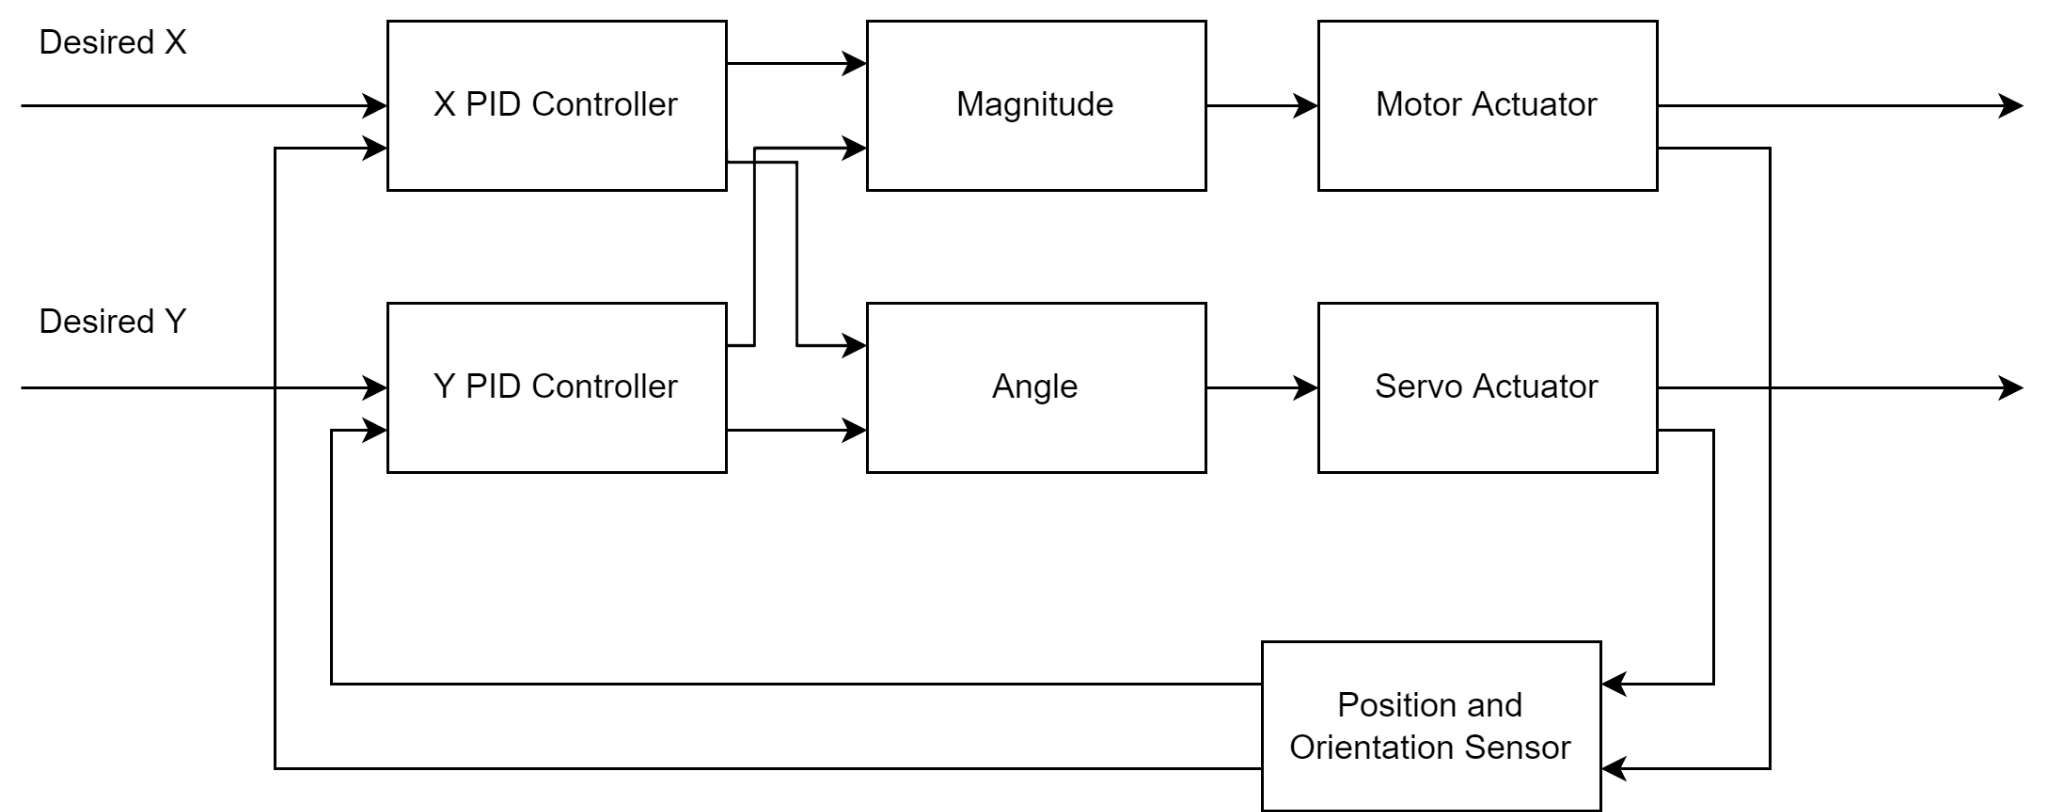 Desired X
X PID Controller
Magnitude
Motor Actuator
Desired Y
Y PID Controller
Angle
Servo Actuator
Position and
Orientation Sensor